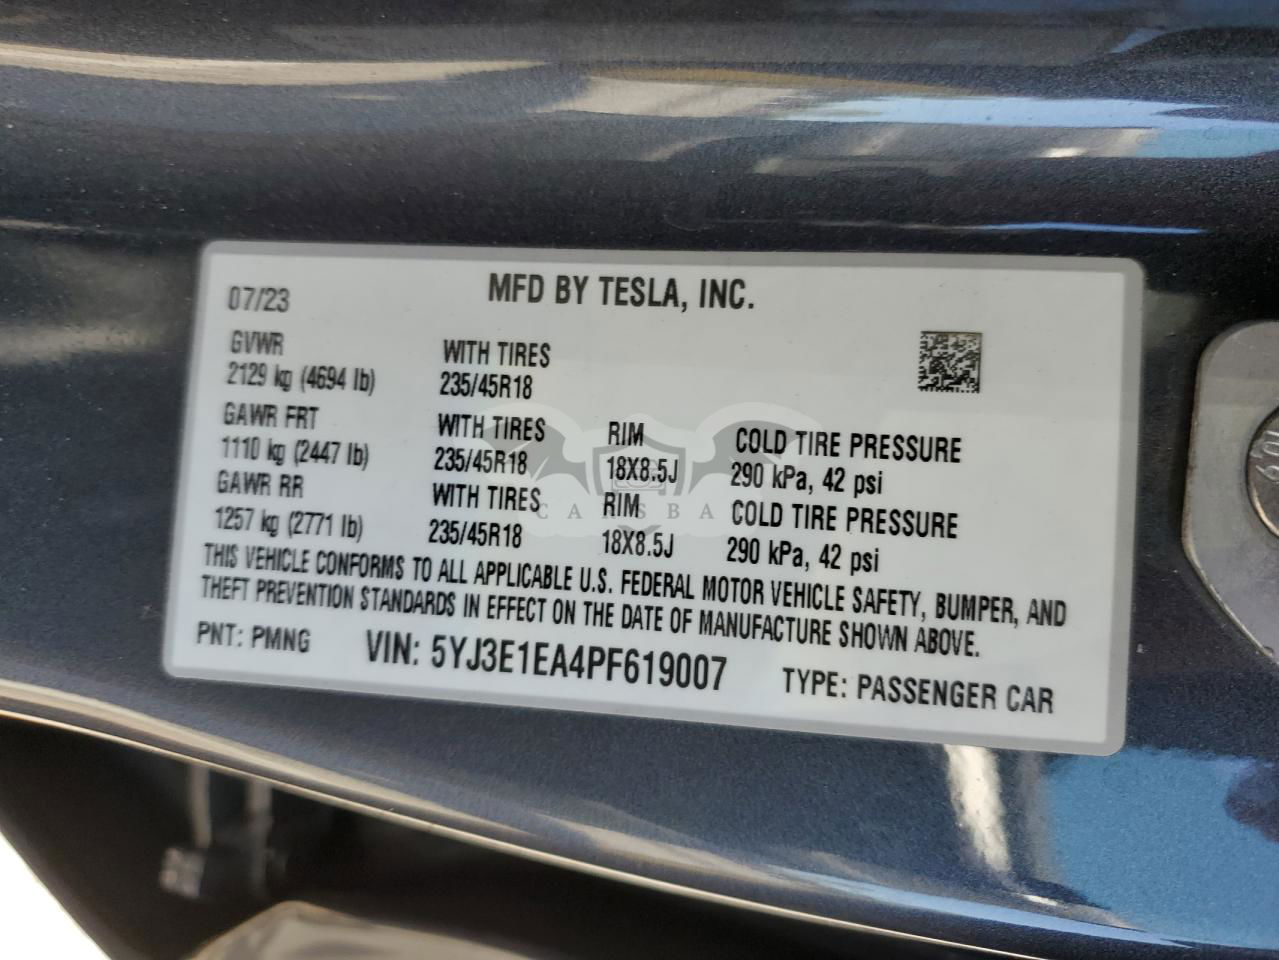 MFD BY TESLA, INC.
07/23
GVWR
2129 kg (4694 lb)
WITH TIRES
235/45R18
GAWR FRT
1110 kg (2447 lb)
WITH TIRES
235/45R18
RIM
18X8.5J
COLD TIRE PRESSURE
290 kPa, 42 psi
GAWR RR
1257 kg (2771 lb)
WITH TIRES
235/45R18
RIM
18X8.5J
COLD TIRE PRESSURE
290 kPa, 42 psi
THIS VEHICLE CONFORMS TO ALL APPLICABLE U.S. FEDERAL MOTOR VEHICLE SAFETY, BUMPER, AND
THEFT PREVENTION STANDARDS IN EFFECT ON THE DATE OF MANUFACTURE SHOWN ABOVE.
PNT: PMNG
VIN: 5YJ3E1EA4PF619007
TYPE: PASSENGER CAR